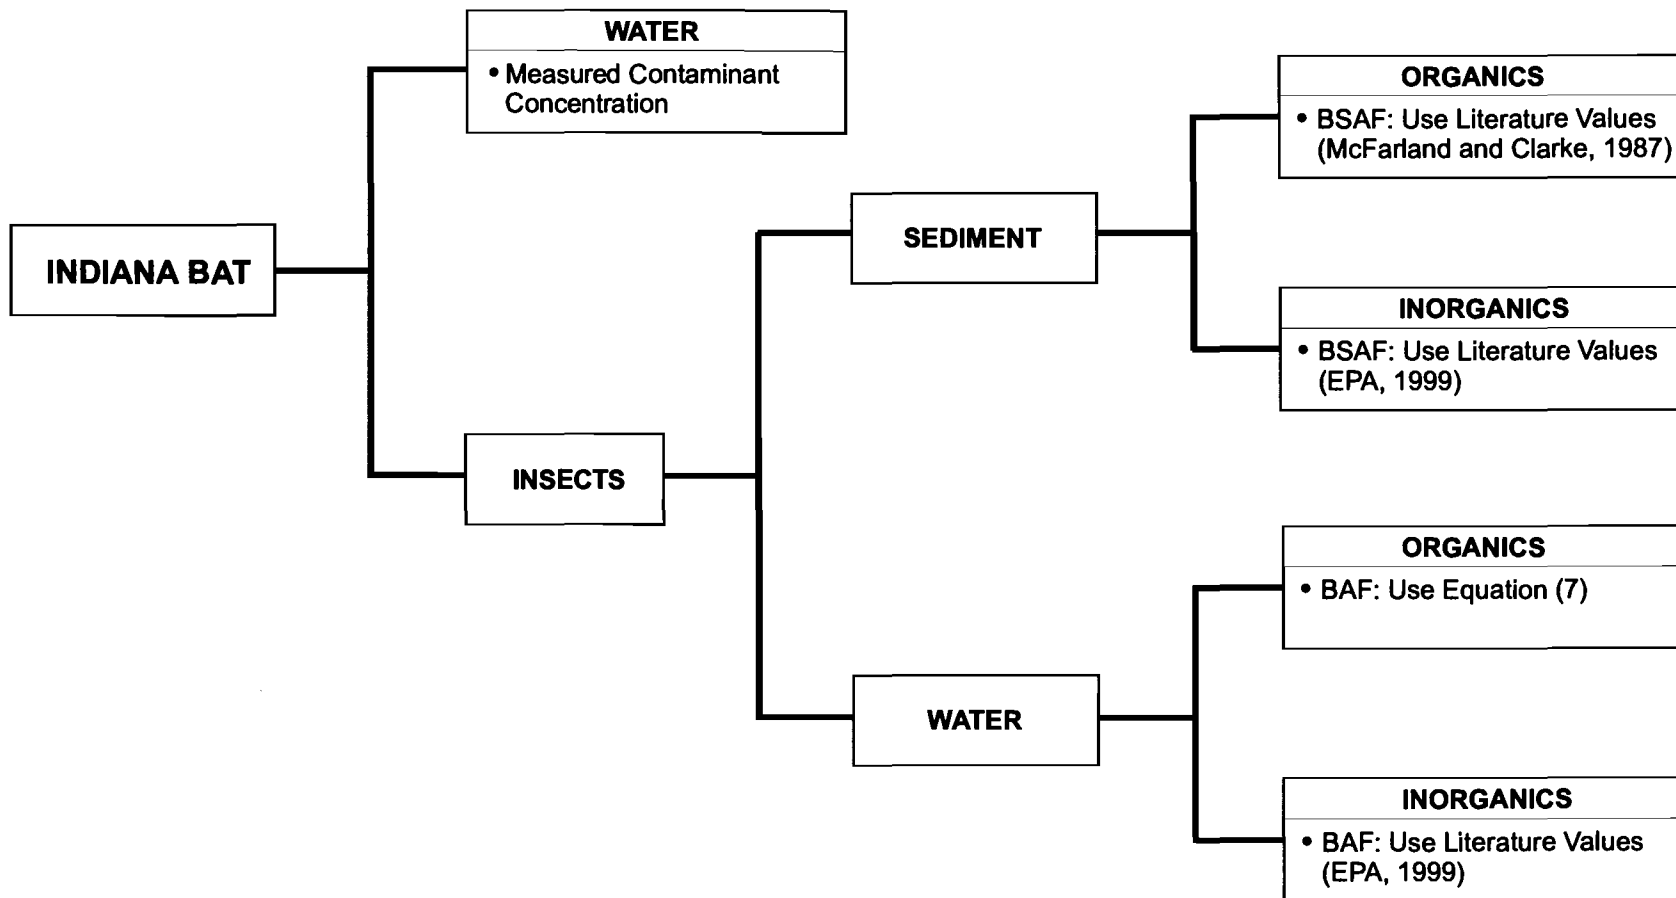 WATER
• Measured Contaminant
Concentration
ORGANICS
• BSAF: Use Literature Values
(McFarland and Clarke, 1987)
SEDIMENT
INDIANA BAT
INORGANICS
• BSAF: Use Literature Values
(EPA, 1999)
INSECTS
ORGANICS
• BAF: Use Equation (7)
WATER
INORGANICS
• BAF: Use Literature Values
(EPA, 1999)